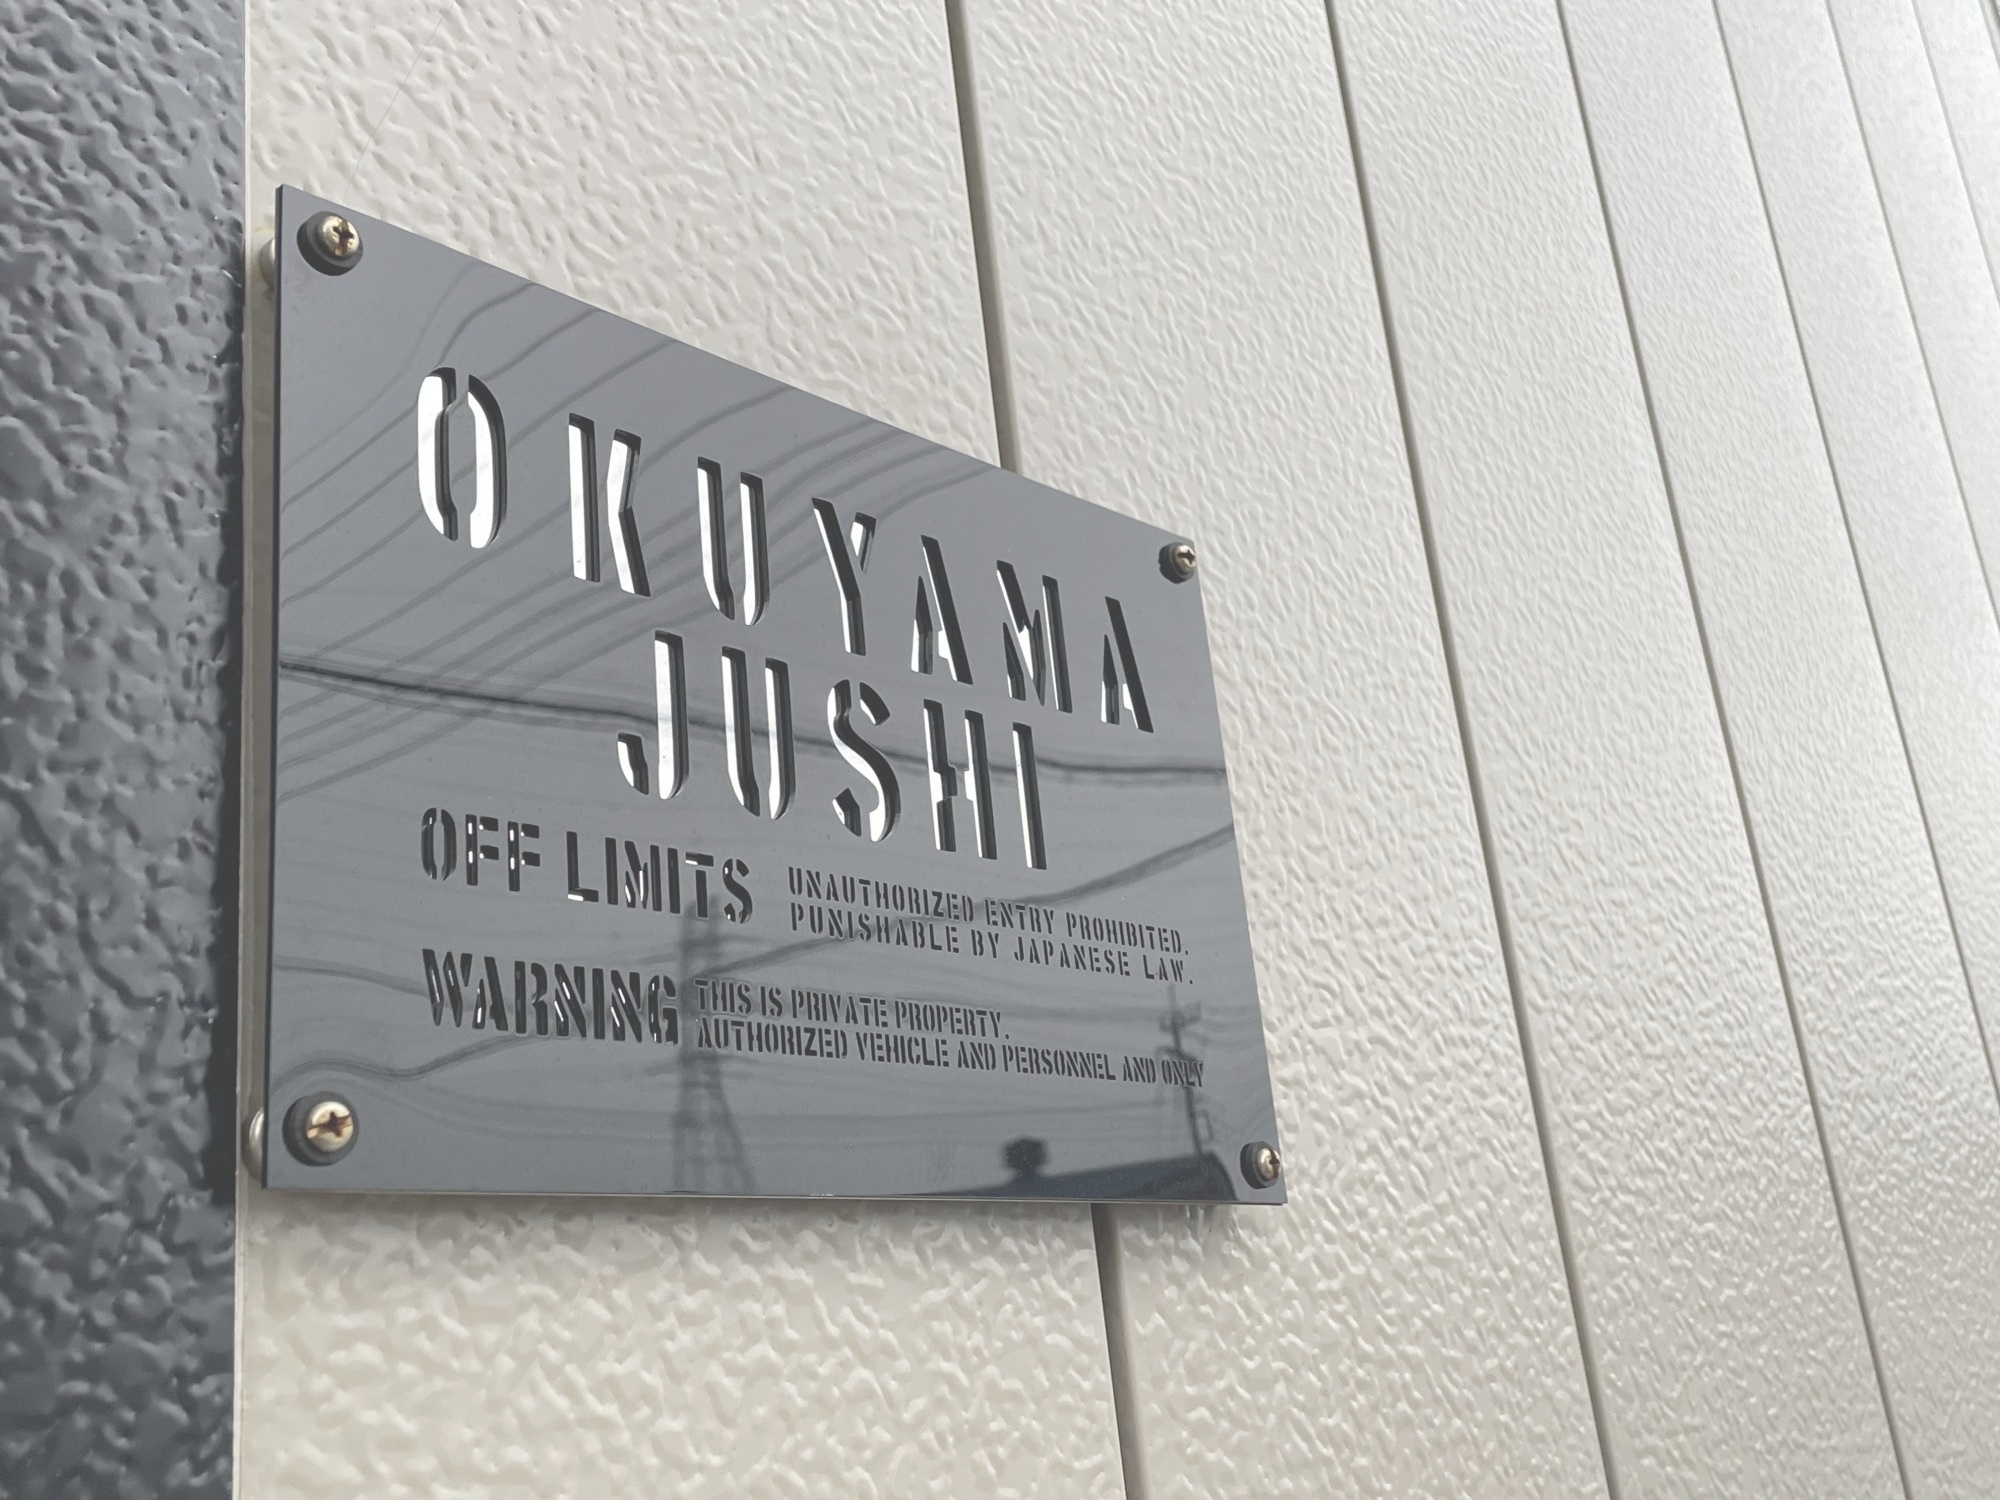 OKUYAMA
JUSHI
OFF LIMITS
UNAUTHORIZED ENTRY PROHIBITED.
PUNISHABLE BY JAPANESE LAW.
WARNING
THIS IS PRIVATE PROPERTY.
AUTHORIZED VEHICLE AND PERSONNEL AND ONLY